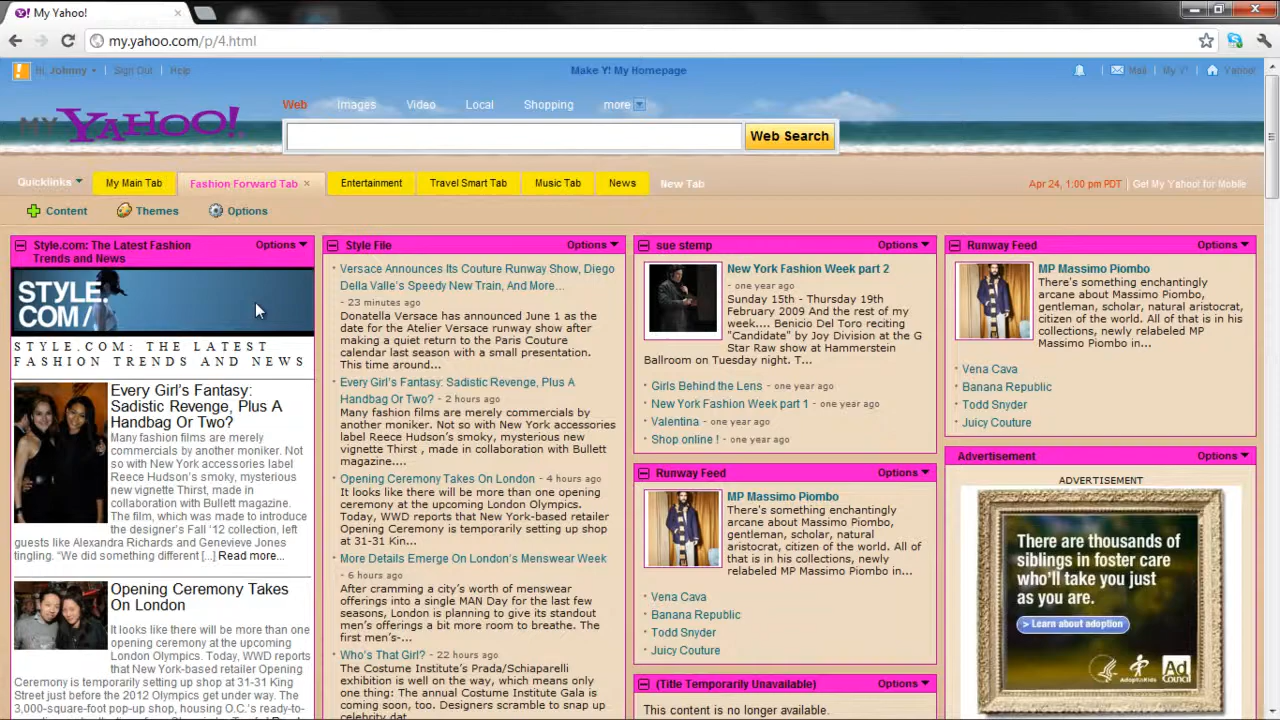 Y! My Yahoo!
my.yahoo.com/p/4.html
Hi, Johnny Sign Out Help
Make Y! My Homepage
Mail My Y! Yahoo!
MY YAHOO!
Web Images Video Local Shopping more
Web Search
Quicklinks My Main Tab Fashion Forward Tab × Entertainment Travel Smart Tab Music Tab News New Tab
Apr 24, 1:00 pm PDT Get My Yahoo! for Mobile
Content Themes Options
Style.com: The Latest Fashion
Trends and News
Options
STYLE.
COM/
STYLE.COM: THE LATEST
FASHION TRENDS AND NEWS
Every Girl's Fantasy:
Sadistic Revenge, Plus A
Handbag Or Two?
Many fashion films are merely
commercials by another moniker. Not
so with New York accessories label
Reece Hudson's smoky, mysterious
new vignette Thirst, made in
collaboration with Bullett magazine.
The film, which was made to introduce
the designer's Fall '12 collection, left
guests like Alexandra Richards and Genevieve Jones
tingling. "We did something different [...] Read more...
Opening Ceremony Takes
On London
It looks like there will be more than one
opening ceremony at the upcoming
London Olympics. Today, WWD reports
that New York-based retailer Opening
Ceremony is temporarily setting up shop at 31-31 King
Street just before the 2012 Olympics get under way. The
3,000-square-foot pop-up shop, housing O.C.'s ready-to-
Style File
Options
Versace Announces Its Couture Runway Show, Diego
Della Valle's Speedy New Train, And More...
- 23 minutes ago
Donatella Versace has announced June 1 as the
date for the Atelier Versace runway show after
making a quiet return to the Paris Couture
calendar last season with a small presentation.
This time around...
Every Girl's Fantasy: Sadistic Revenge, Plus A
Handbag Or Two? - 2 hours ago
Many fashion films are merely commercials by
another moniker. Not so with New York accessories
label Reece Hudson's smoky, mysterious new
vignette Thirst , made in collaboration with Bullett
magazine....
Opening Ceremony Takes On London - 4 hours ago
It looks like there will be more than one opening
ceremony at the upcoming London Olympics.
Today, WWD reports that New York-based retailer
Opening Ceremony is temporarily setting up shop
at 31-31 Kin...
More Details Emerge On London's Menswear Week
- 6 hours ago
After cramming a city's worth of menswear
offerings into a single MAN Day for the last few
seasons, London is planning to give its standout
men's offerings a bit more room to breathe. The
first men's-...
Who's That Girl? - 22 hours ago
The Costume Institute's Prada/Schiaparelli
exhibition is well on the way, which means only
one thing: The annual Costume Institute Gala is
coming soon, too. Designers scramble to snap up
celebrity dat
sue stemp
Options
New York Fashion Week part 2
- one year ago
Sunday 15th - Thursday 19th
February 2009 And the rest of my
week.... Benicio Del Toro reciting
"Candidate" by Joy Division at the G
Star Raw show at Hammerstein
Ballroom on Tuesday night. T...
Girls Behind the Lens - one year ago
New York Fashion Week part 1 - one year ago
Valentina - one year ago
Shop online ! - one year ago
Runway Feed
Options
MP Massimo Piombo
There's something enchantingly
arcane about Massimo Piombo,
gentleman, scholar, natural
aristocrat, citizen of the world. All of
that is in his collections, newly
relabeled MP Massimo Piombo in...
Vena Cava
Banana Republic
Todd Snyder
Juicy Couture
(Title Temporarily Unavailable)
Options
This content is no longer available.
Runway Feed
Options
MP Massimo Piombo
There's something enchantingly
arcane about Massimo Piombo,
gentleman, scholar, natural aristocrat,
citizen of the world. All of that is in his
collections, newly relabeled MP
Massimo Piombo in...
Vena Cava
Banana Republic
Todd Snyder
Juicy Couture
Advertisement
Options
ADVERTISEMENT
There are thousands of
siblings in foster care
who'll take you just
as you are.
> Learn about adoption
AdoptUsKids
Ad
Council